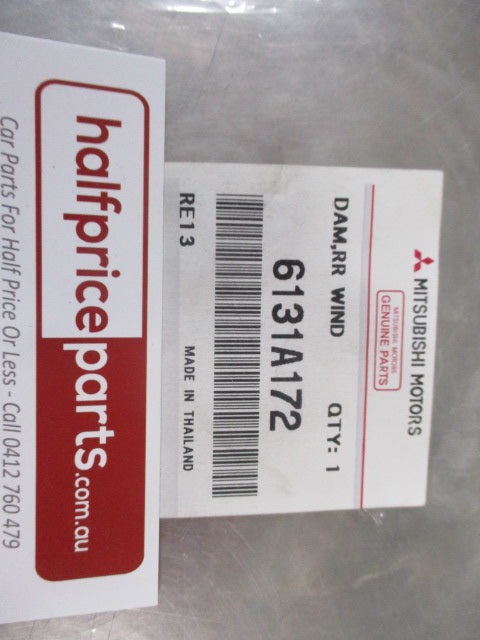 MITSUBISHI MOTORS
MITSUBISHI MOTORS
GENUINE PARTS
DAM,RR WIND QTY: 1
6131A172
RE13 MADE IN THAILAND
halfpriceparts.com.au
Car Parts For Half Price Or Less - Call 0412 760 479